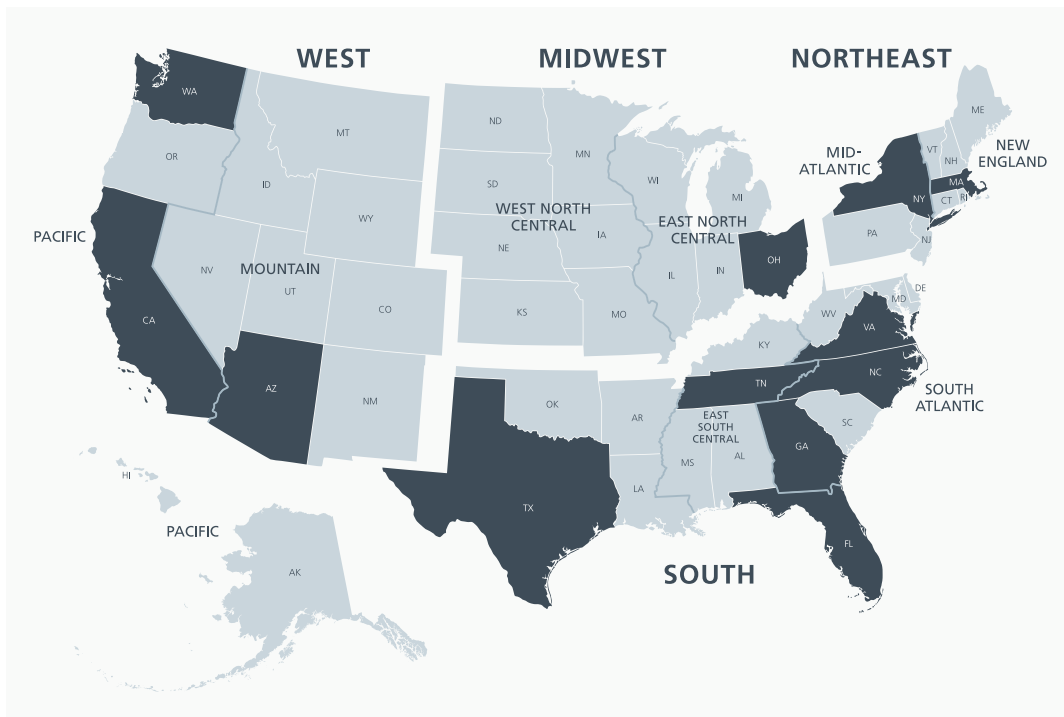 WEST
MIDWEST
NORTHEAST
WA
MT
ND
MN
ME
OR
ID
SD
WI
MI
MID-
ATLANTIC
VT
NH
NEW
ENGLAND
WY
NY
MA
CT
RI
PACIFIC
WEST NORTH
CENTRAL
EAST NORTH
CENTRAL
NE
IA
PA
NJ
NV
MOUNTAIN
UT
IL
IN
OH
CO
KS
MO
WV
MD
DE
CA
KY
VA
AZ
NM
OK
AR
TN
NC
SOUTH
ATLANTIC
EAST
SOUTH
CENTRAL
SC
MS
AL
GA
LA
HI
TX
PACIFIC
FL
AK
SOUTH